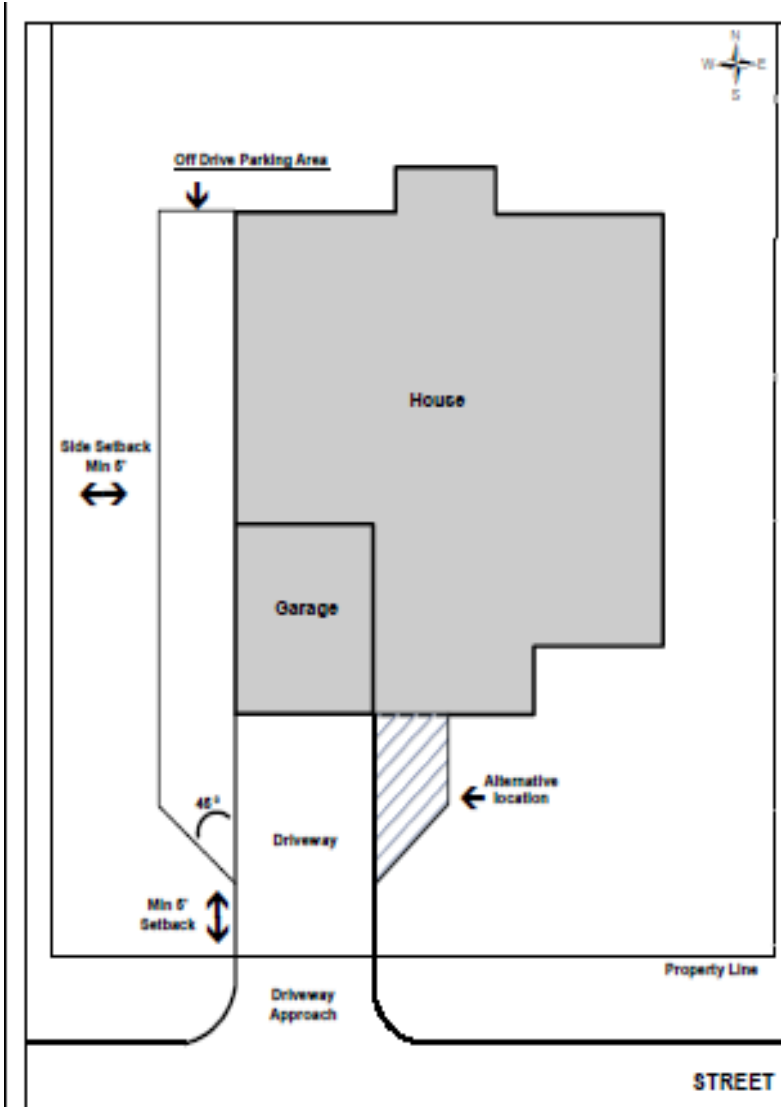 N
W E
S
Off Drive Parking Area
House
Side Setback
Min 5'
Garage
Alternative
location
45°
Driveway
Min 5'
Setback
Property Line
Driveway
Approach
STREET